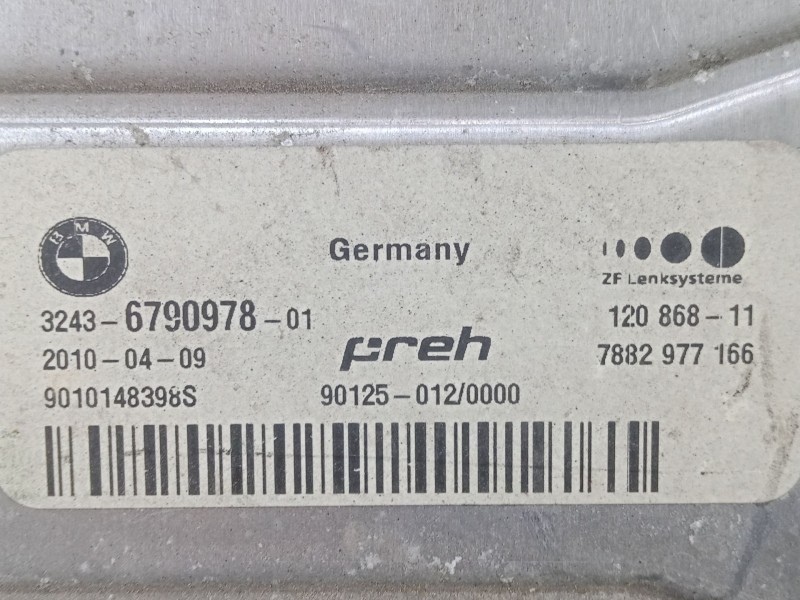 BMW
Germany
ZF Lenksysteme
3243-6790978-01
120 868-11
2010-04-09
preh
7882 977 166
9010148398S
90125-012/0000